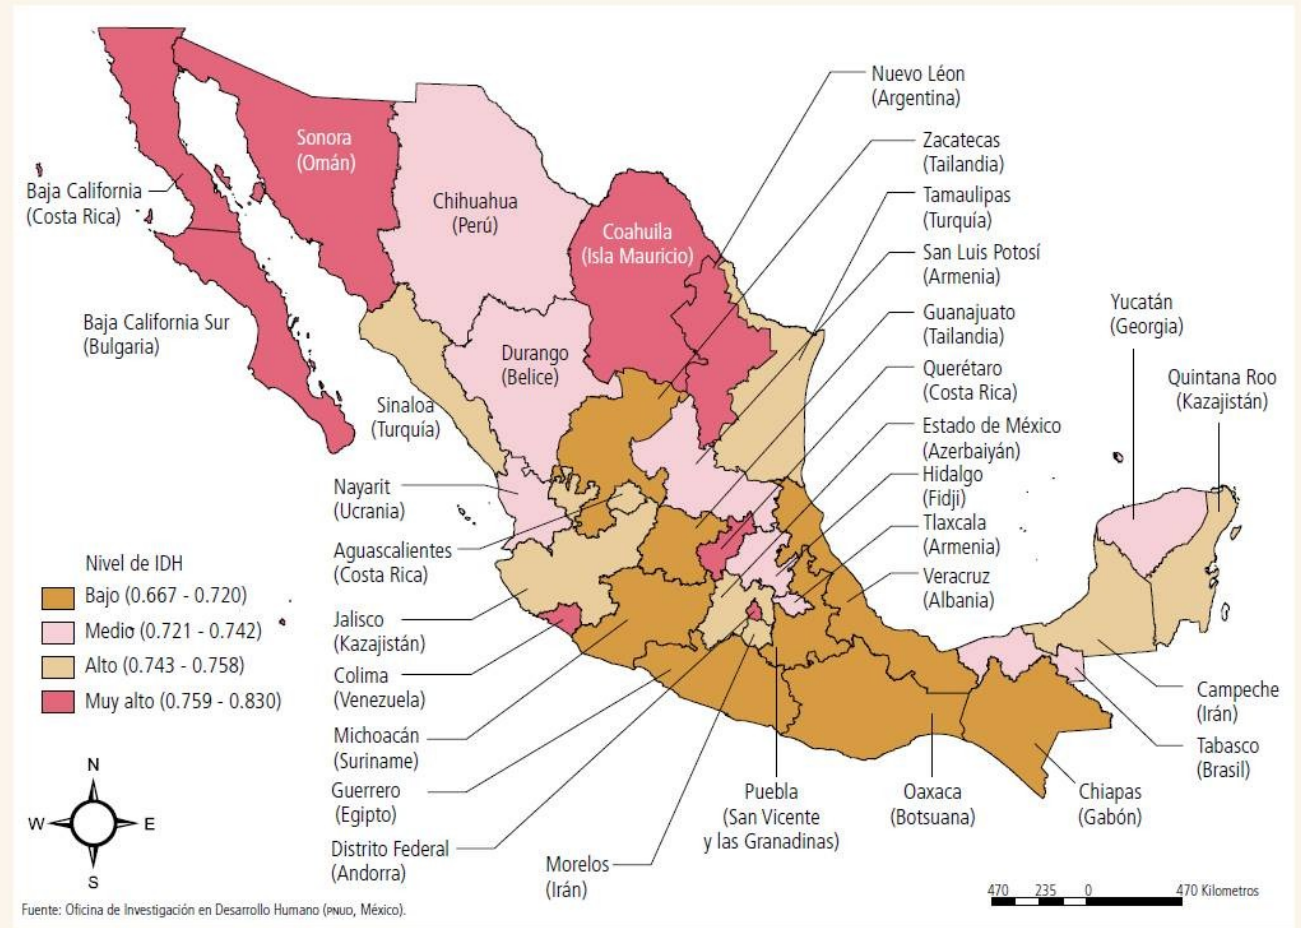 Nuevo Léon
(Argentina)
Zacatecas
(Tailandia)
Tamaulipas
(Turquía)
San Luis Potosí
(Armenia)
Guanajuato
(Tailandia)
Querétaro
(Costa Rica)
Estado de México
(Azerbaiyán)
Hidalgo
(Fidji)
Tlaxcala
(Armenia)
Veracruz
(Albania)
Yucatán
(Georgia)
Quintana Roo
(Kazajistán)
Sonora
(Omán)
Chihuahua
(Perú)
Coahuila
(Isla Mauricio)
Baja California
(Costa Rica)
Baja California Sur
(Bulgaria)
Durango
(Belice)
Sinaloa
(Turquía)
Nayarit
(Ucrania)
Aguascalientes
(Costa Rica)
Jalisco
(Kazajistán)
Colima
(Venezuela)
Michoacán
(Suriname)
Guerrero
(Egipto)
Distrito Federal
(Andorra)
Morelos
(Irán)
Puebla
(San Vicente
y las Granadinas)
Oaxaca
(Botsuana)
Chiapas
(Gabón)
Campeche
(Irán)
Tabasco
(Brasil)
Nivel de IDH
Bajo (0.667 - 0.720)
Medio (0.721 - 0.742)
Alto (0.743 - 0.758)
Muy alto (0.759 - 0.830)
N
W E
S
470 235 0 470 Kilometros
Fuente: Oficina de Investigación en Desarrollo Humano (PNUD, México).